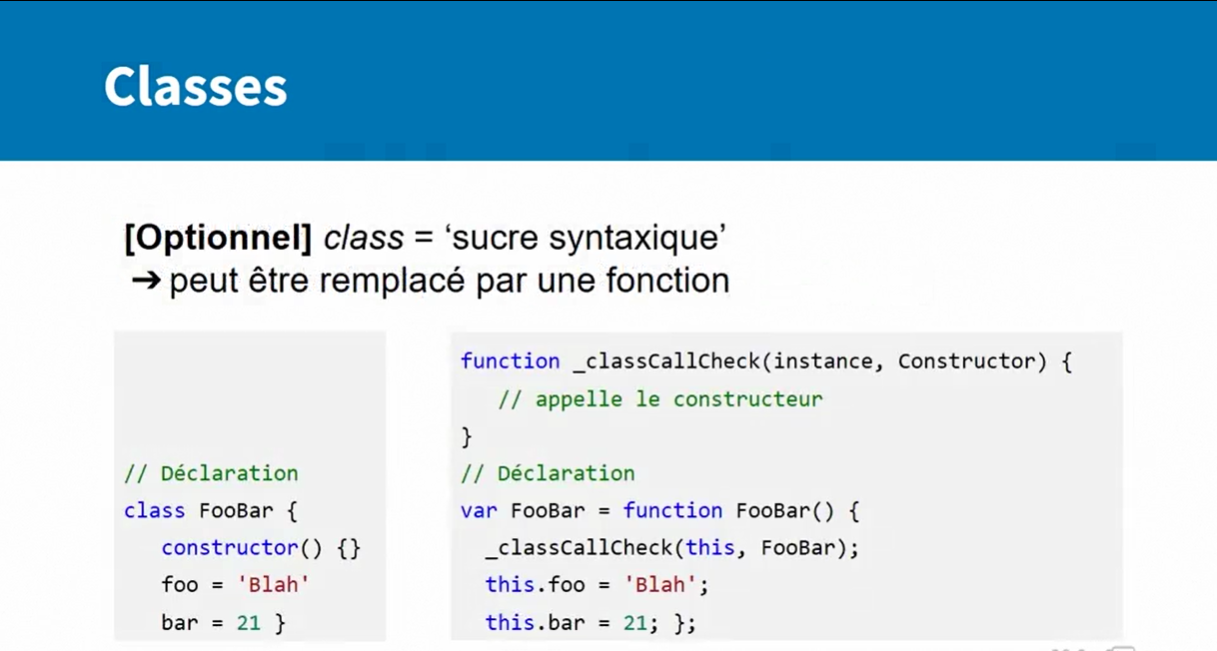 Classes
[Optionnel] class = ‘sucre syntaxique’
➔ peut être remplacé par une fonction
// Déclaration
class FooBar {
constructor() {}
foo = 'Blah'
bar = 21 }
function _classCallCheck(instance, Constructor) {
// appelle le constructeur
}
// Déclaration
var FooBar = function FooBar() {
_classCallCheck(this, FooBar);
this.foo = 'Blah';
this.bar = 21; };